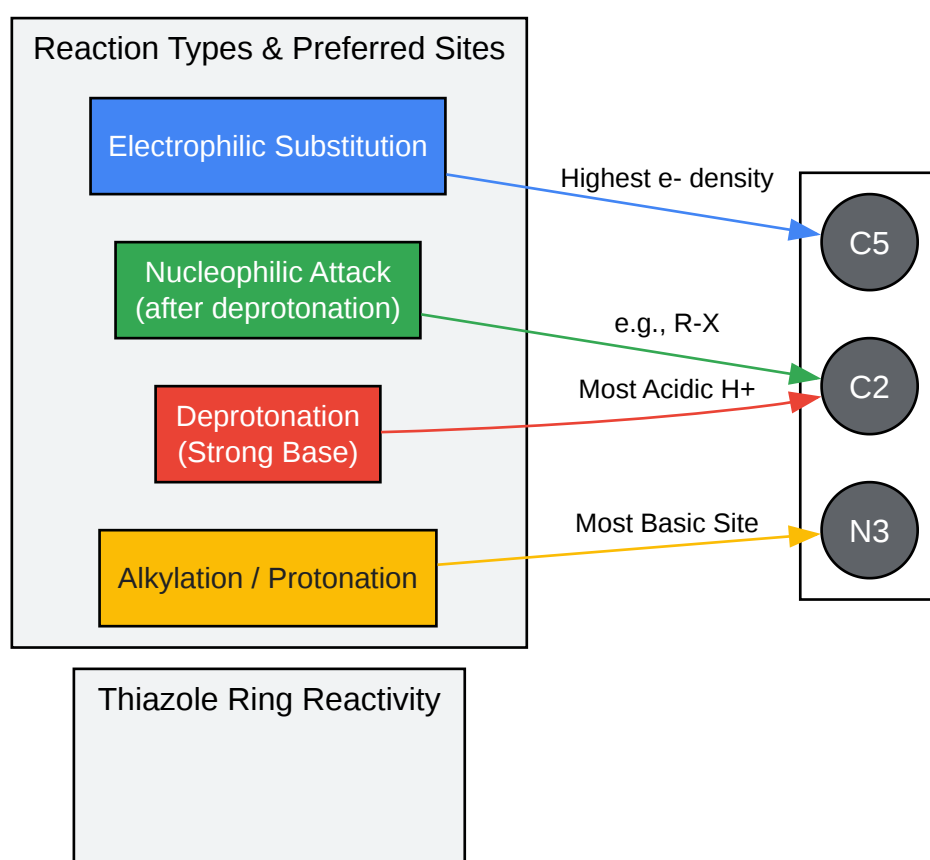 Reaction Types & Preferred Sites
Electrophilic Substitution
Highest e- density
C5
Nucleophilic Attack
(after deprotonation)
e.g., R-X
C2
Most Acidic H+
Deprotonation
(Strong Base)
Most Basic Site
N3
Alkylation / Protonation
Thiazole Ring Reactivity